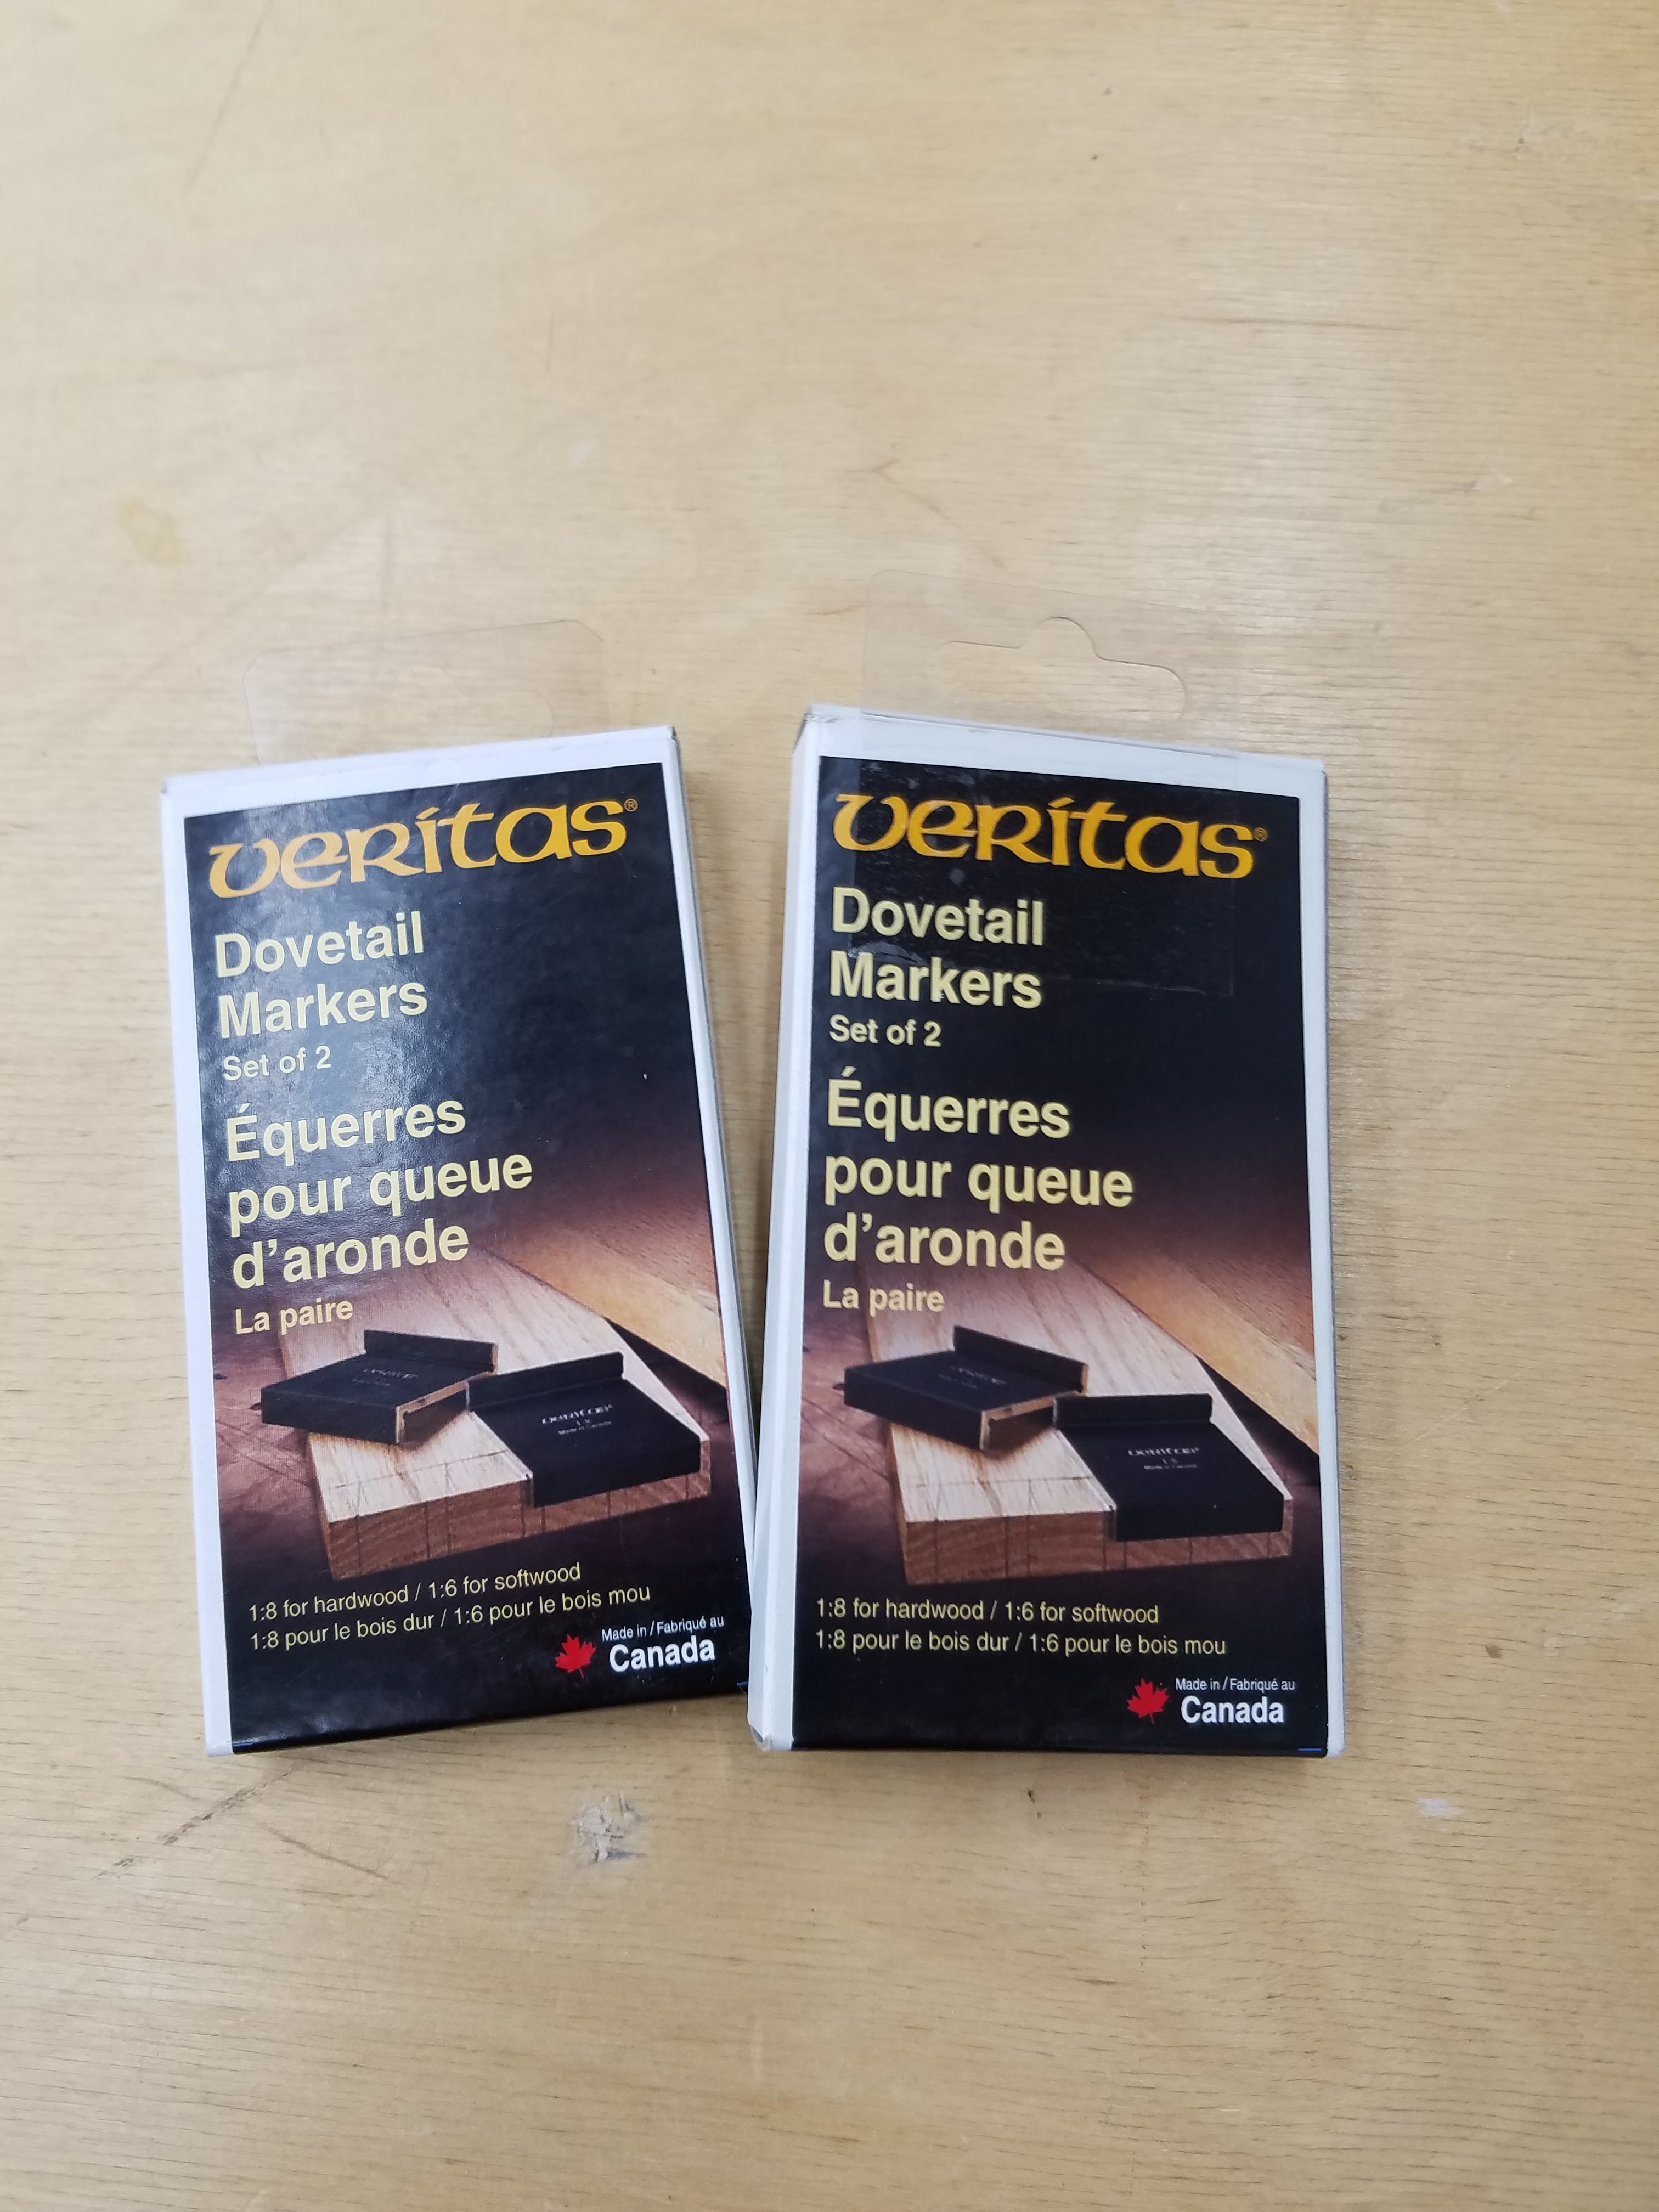 veritas®
Dovetail
Markers
Set of 2
Équerres
pour queue
d'aronde
La paire
veritas®
1:8 for hardwood / 1:6 for softwood
1:8 pour le bois dur / 1:6 pour le bois mou
Made in / Fabriqué au
Canada
veritas®
Dovetail
Markers
Set of 2
Équerres
pour queue
d'aronde
La paire
veritas®
1:8 for hardwood / 1:6 for softwood
1:8 pour le bois dur / 1:6 pour le bois mou
Made in / Fabriqué au
Canada